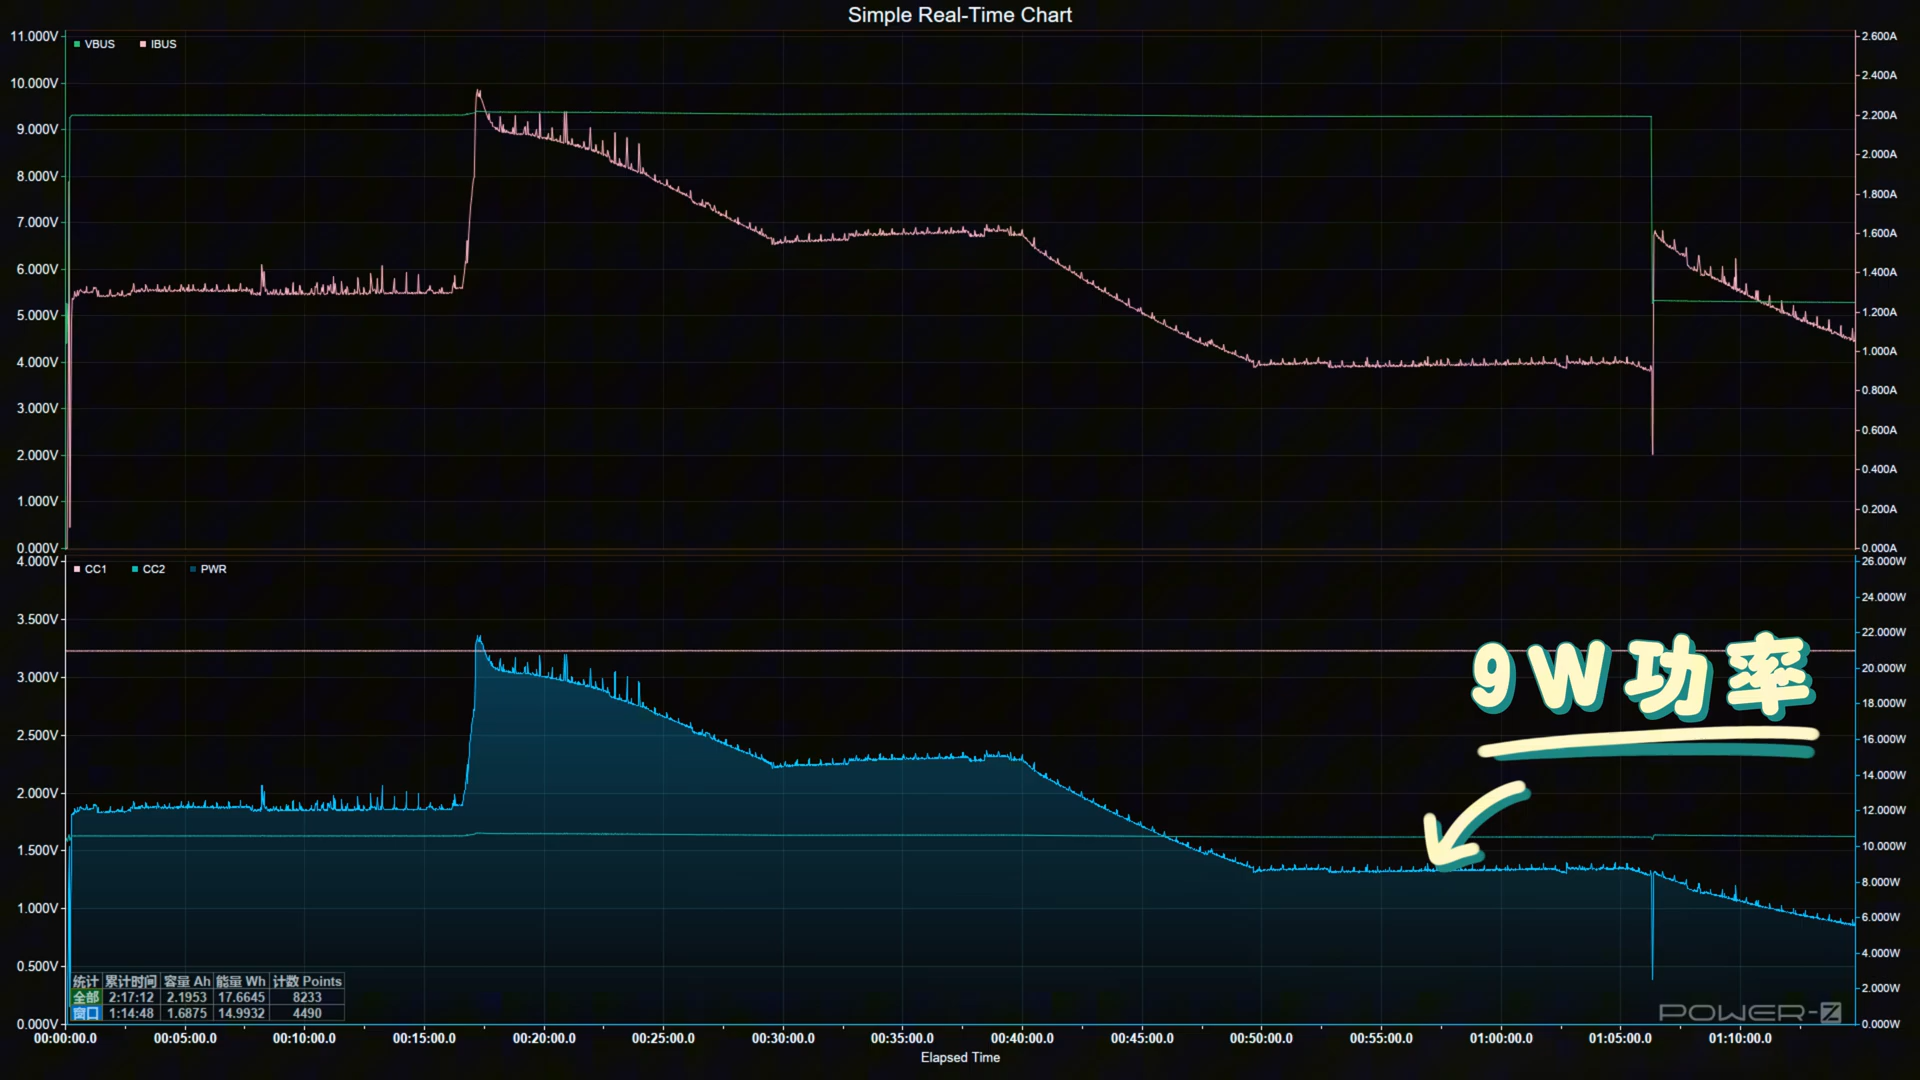 Simple Real-Time Chart
VBUS IBUS
11.000V
10.000V
9.000V
8.000V
7.000V
6.000V
5.000V
4.000V
3.000V
2.000V
1.000V
0.000V
2.600A
2.400A
2.200A
2.000A
1.800A
1.600A
1.400A
1.200A
1.000A
0.800A
0.600A
0.400A
0.200A
0.000A
CC1 CC2 PWR
4.000V
3.500V
3.000V
2.500V
2.000V
1.500V
1.000V
0.500V
0.000V
26.000W
24.000W
22.000W
20.000W
18.000W
16.000W
14.000W
12.000W
10.000W
8.000W
6.000W
4.000W
2.000W
0.000W
9W功率
统计 累计时间 容量 Ah 能量 Wh 计数 Points
全部 2:17:12 2.1953 17.6645 8233
窗口 1:14:48 1.6875 14.9932 4490
POWER-Z
00:00:00.0 00:05:00.0 00:10:00.0 00:15:00.0 00:20:00.0 00:25:00.0 00:30:00.0 00:35:00.0 00:40:00.0 00:45:00.0 00:50:00.0 00:55:00.0 01:00:00.0 01:05:00.0 01:10:00.0
Elapsed Time